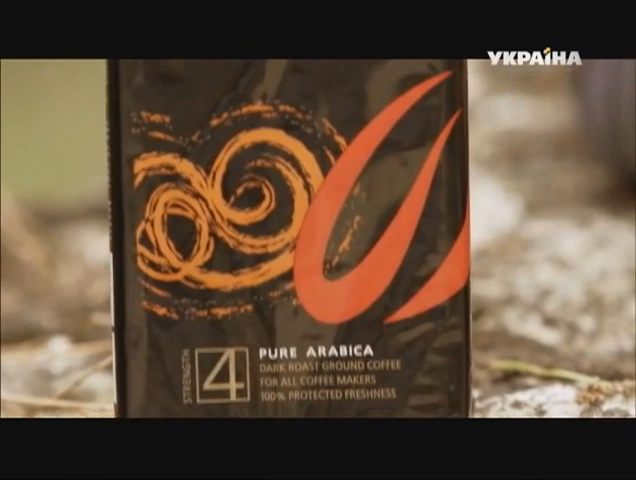 УКРАЇНА
STRENGTH
4
PURE ARABICA
DARK ROAST GROUND COFFEE
FOR ALL COFFEE MAKERS
100% PROTECTED FRESHNESS